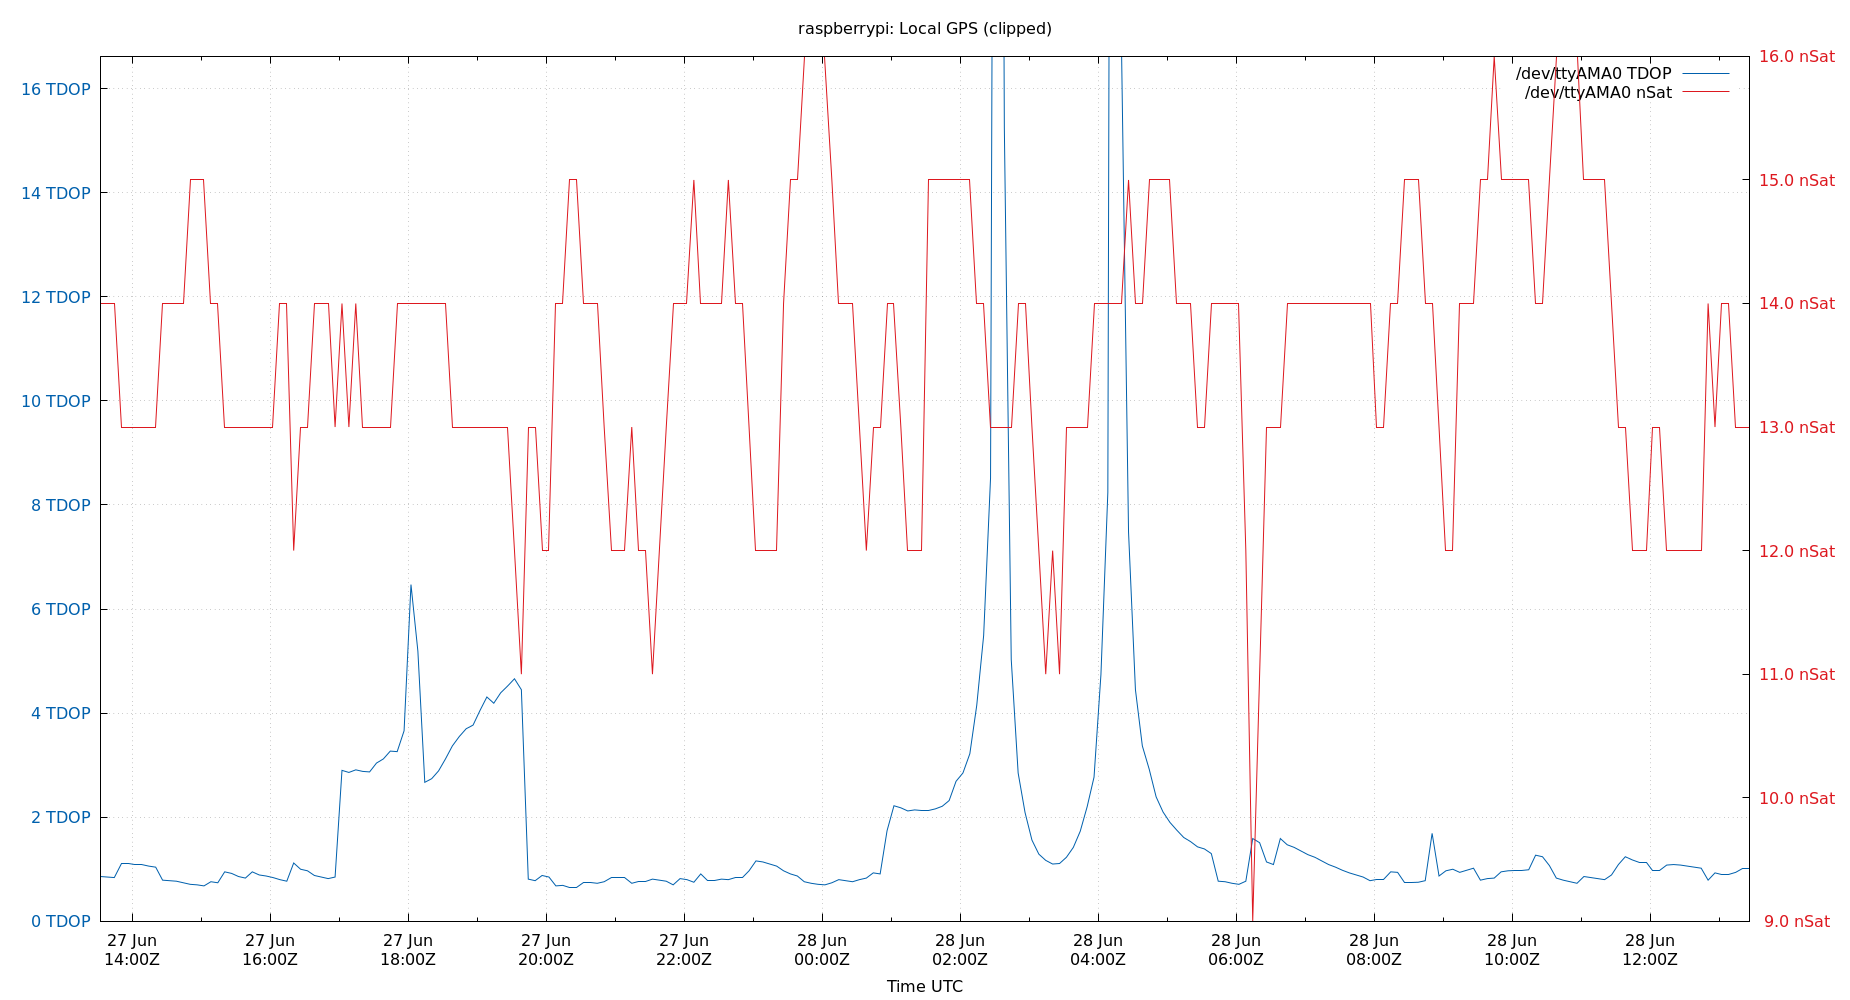 raspberrypi: Local GPS (clipped)
16 TDOP
14 TDOP
12 TDOP
10 TDOP
8 TDOP
6 TDOP
4 TDOP
2 TDOP
0 TDOP
16.0 nSat
15.0 nSat
14.0 nSat
13.0 nSat
12.0 nSat
11.0 nSat
10.0 nSat
9.0 nSat
/dev/ttyAMA0 TDOP
/dev/ttyAMA0 nSat
27 Jun
14:00Z
27 Jun
16:00Z
27 Jun
18:00Z
27 Jun
20:00Z
27 Jun
22:00Z
28 Jun
00:00Z
28 Jun
02:00Z
28 Jun
04:00Z
28 Jun
06:00Z
28 Jun
08:00Z
28 Jun
10:00Z
28 Jun
12:00Z
Time UTC